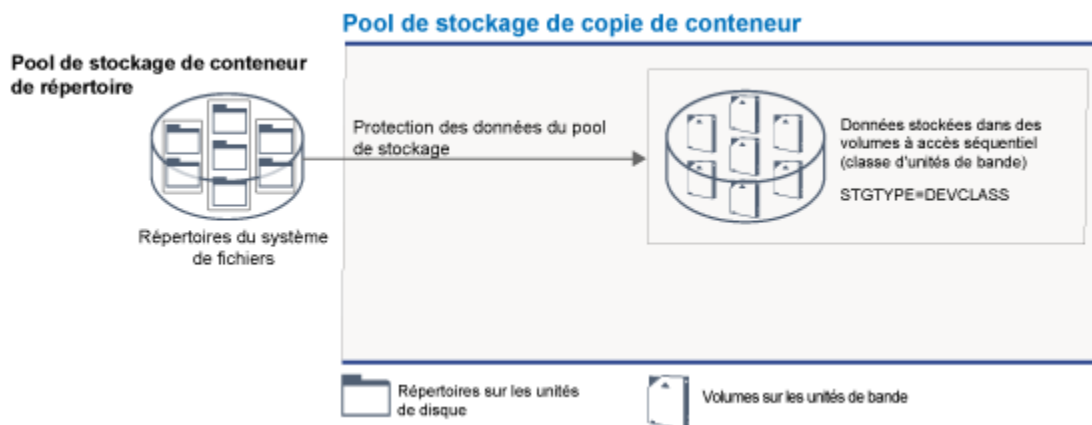 Pool de stockage de copie de conteneur
Pool de stockage de conteneur
de répertoire
Protection des données du pool
de stockage
Données stockées dans des
volumes à accès séquentiel
(classe d'unités de bande)
STGTYPE=DEVCLASS
Répertoires du système
de fichiers
Répertoires sur les unités
de disque
Volumes sur les unités de bande